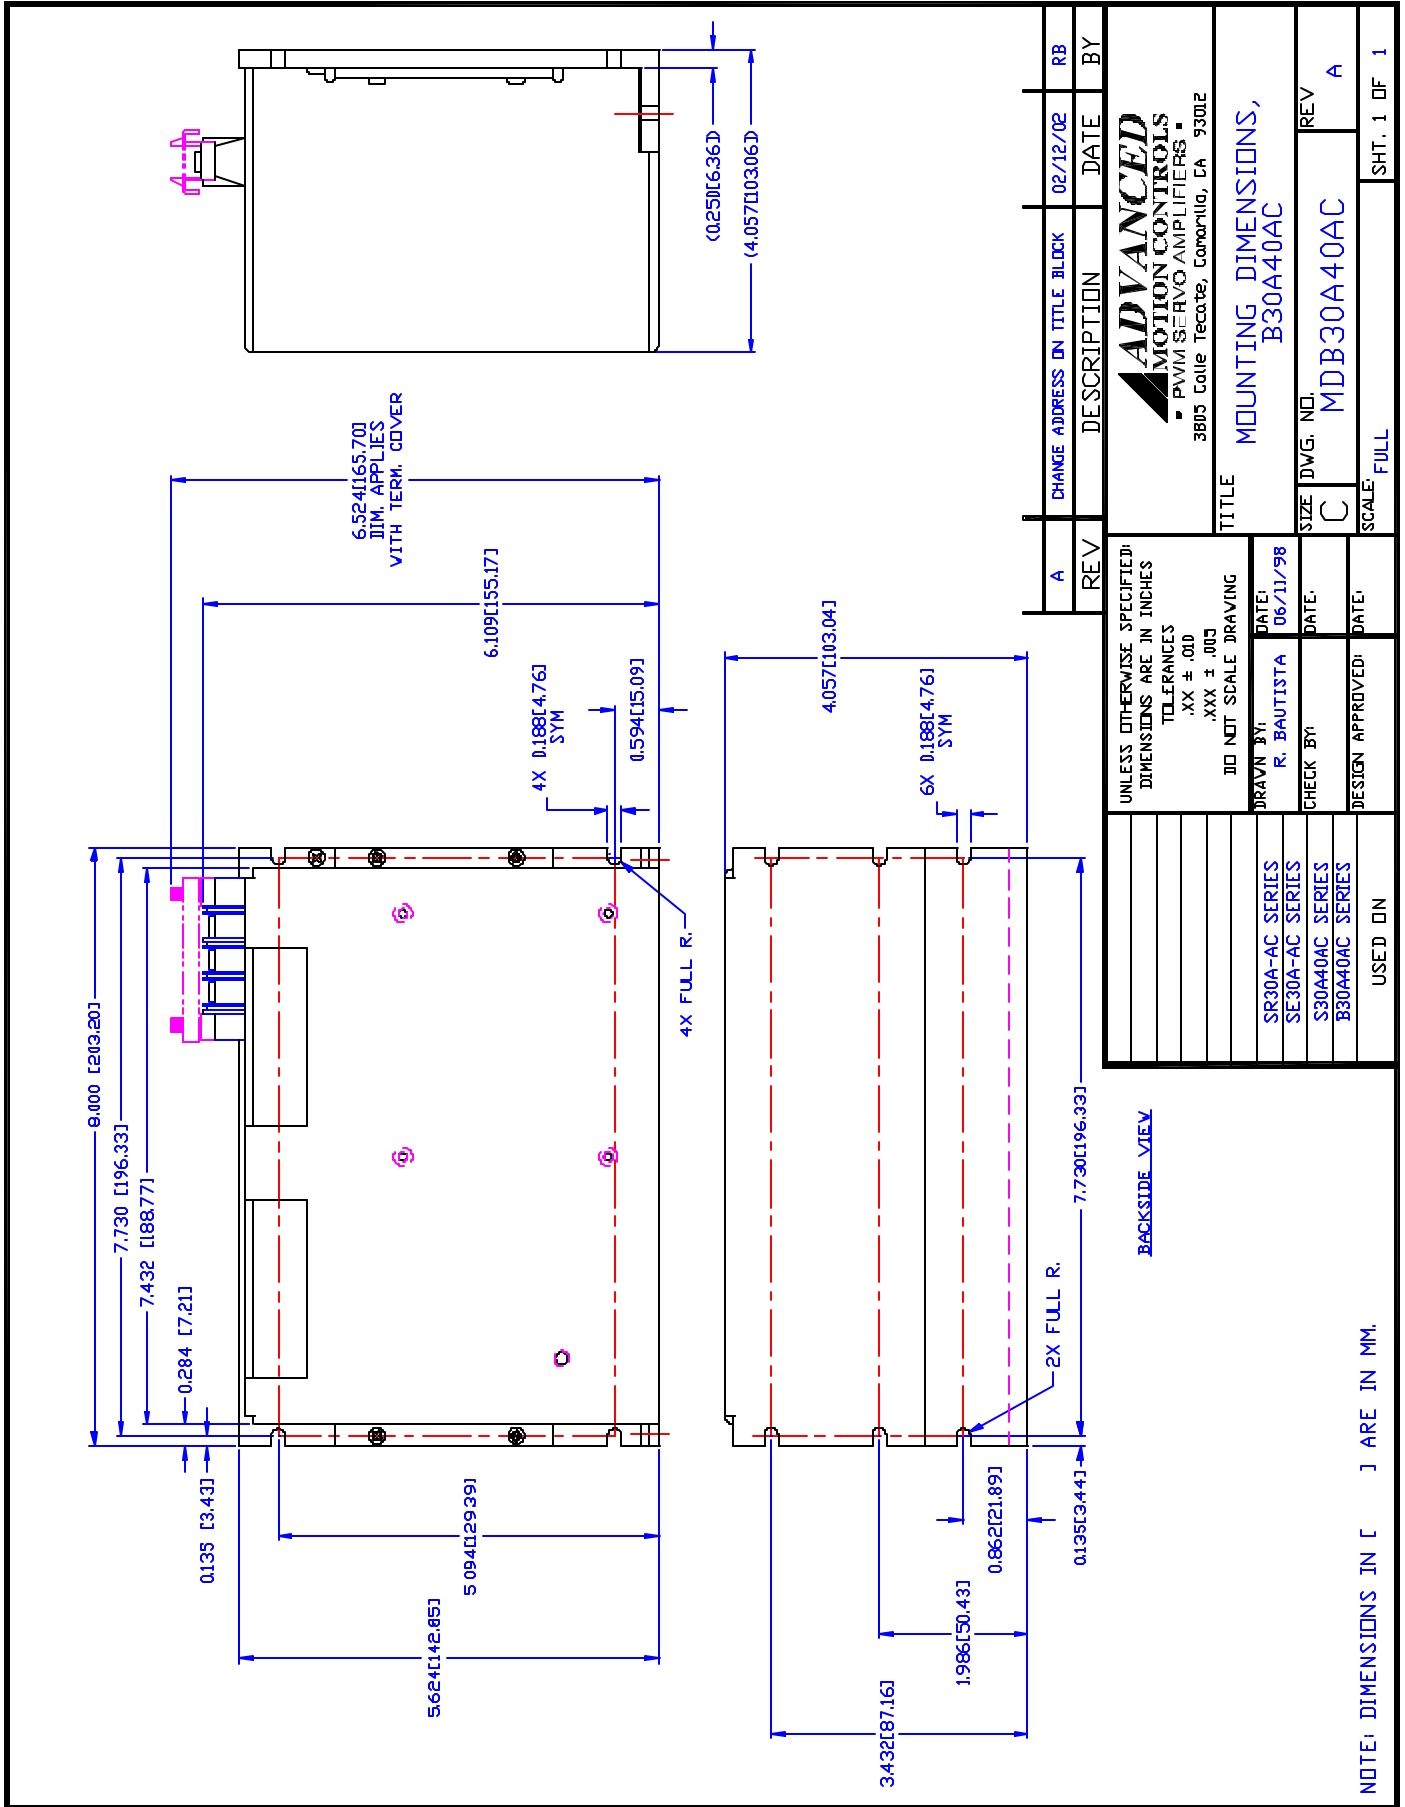 8.000 [203.20]
7.730 [196.33]
7.432 [188.77]
0.284 [7.21]
0.135 [3.43]
5.624[142.85]
5.094[129.39]
6.524[165.70]
DIM. APPLIES
WITH TERM. COVER
6.109[155.17]
4X 0.188[4.76]
SYM
0.594[15.09]
4X FULL R.
(0.250[6.36])
(4.057[103.06])
4.057[103.04]
6X 0.188[4.76]
SYM
7.730[196.33]
2X FULL R.
0.135[3.44]
0.862[21.89]
1.986[50.43]
3.432[87.16]
BACKSIDE VIEW
NOTE: DIMENSIONS IN [ ] ARE IN MM.
A CHANGE ADDRESS ON TITLE BLOCK 02/12/02 RB
REV DESCRIPTION DATE BY
UNLESS OTHERWISE SPECIFIED:
DIMENSIONS ARE IN INCHES
TOLERANCES
.XX ± .010
.XXX ± .005
DO NOT SCALE DRAWING
DRAWN BY: DATE:
R. BAUTISTA 06/11/98
CHECK BY: DATE:
DESIGN APPROVED: DATE:
ADVANCED
MOTION CONTROLS
▪ PWM SERVO AMPLIFIERS ▪
3805 Calle Tecate, Camarillo, CA 93012
TITLE
MOUNTING DIMENSIONS,
B30A40AC
SIZE DWG. NO. REV
C MDB30A40AC A
SCALE: FULL SHT. 1 OF 1
SR30A-AC SERIES
SE30A-AC SERIES
S30A40AC SERIES
B30A40AC SERIES
USED ON